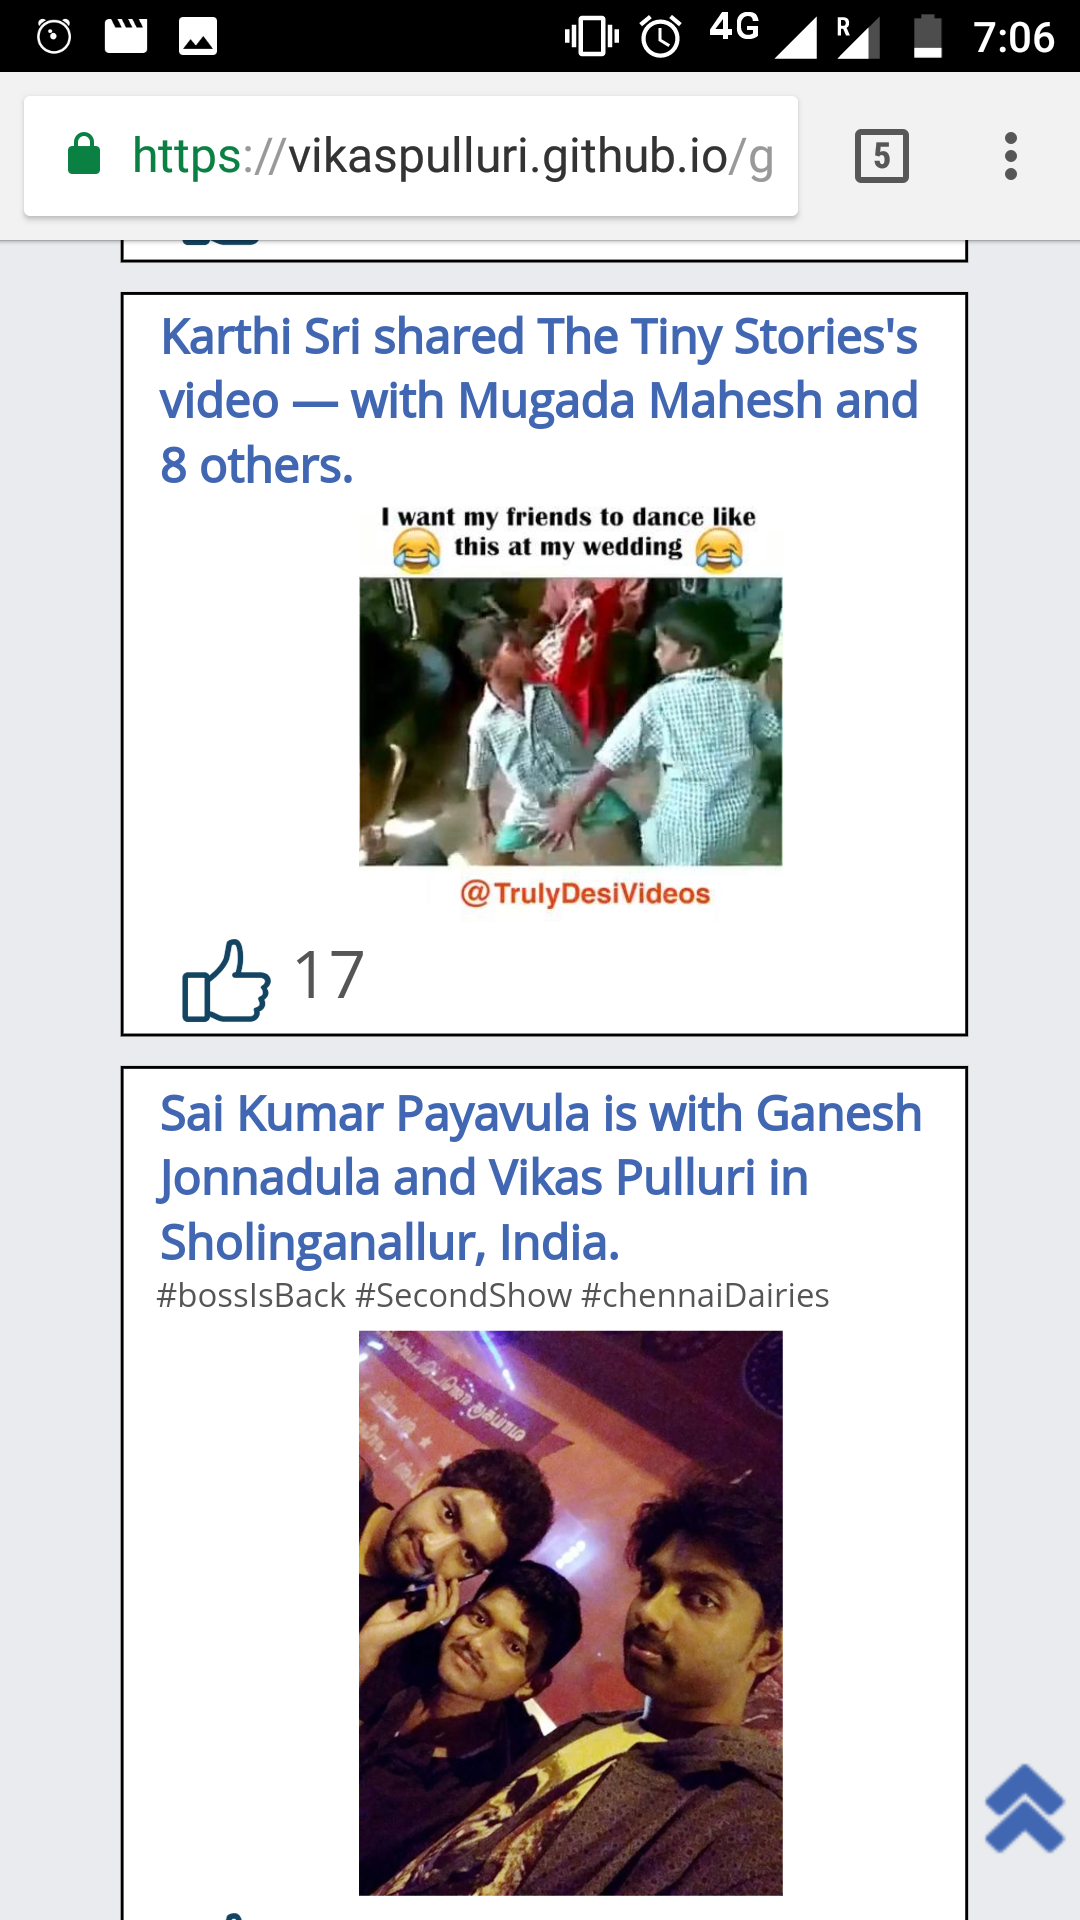 4G R 7:06
https://vikaspulluri.github.io/g
5
Karthi Sri shared The Tiny Stories's
video — with Mugada Mahesh and
8 others.
I want my friends to dance like
😂 this at my wedding 😂
@TrulyDesiVideos
17
Sai Kumar Payavula is with Ganesh
Jonnadula and Vikas Pulluri in
Sholinganallur, India.
#bossIsBack #SecondShow #chennaiDairies